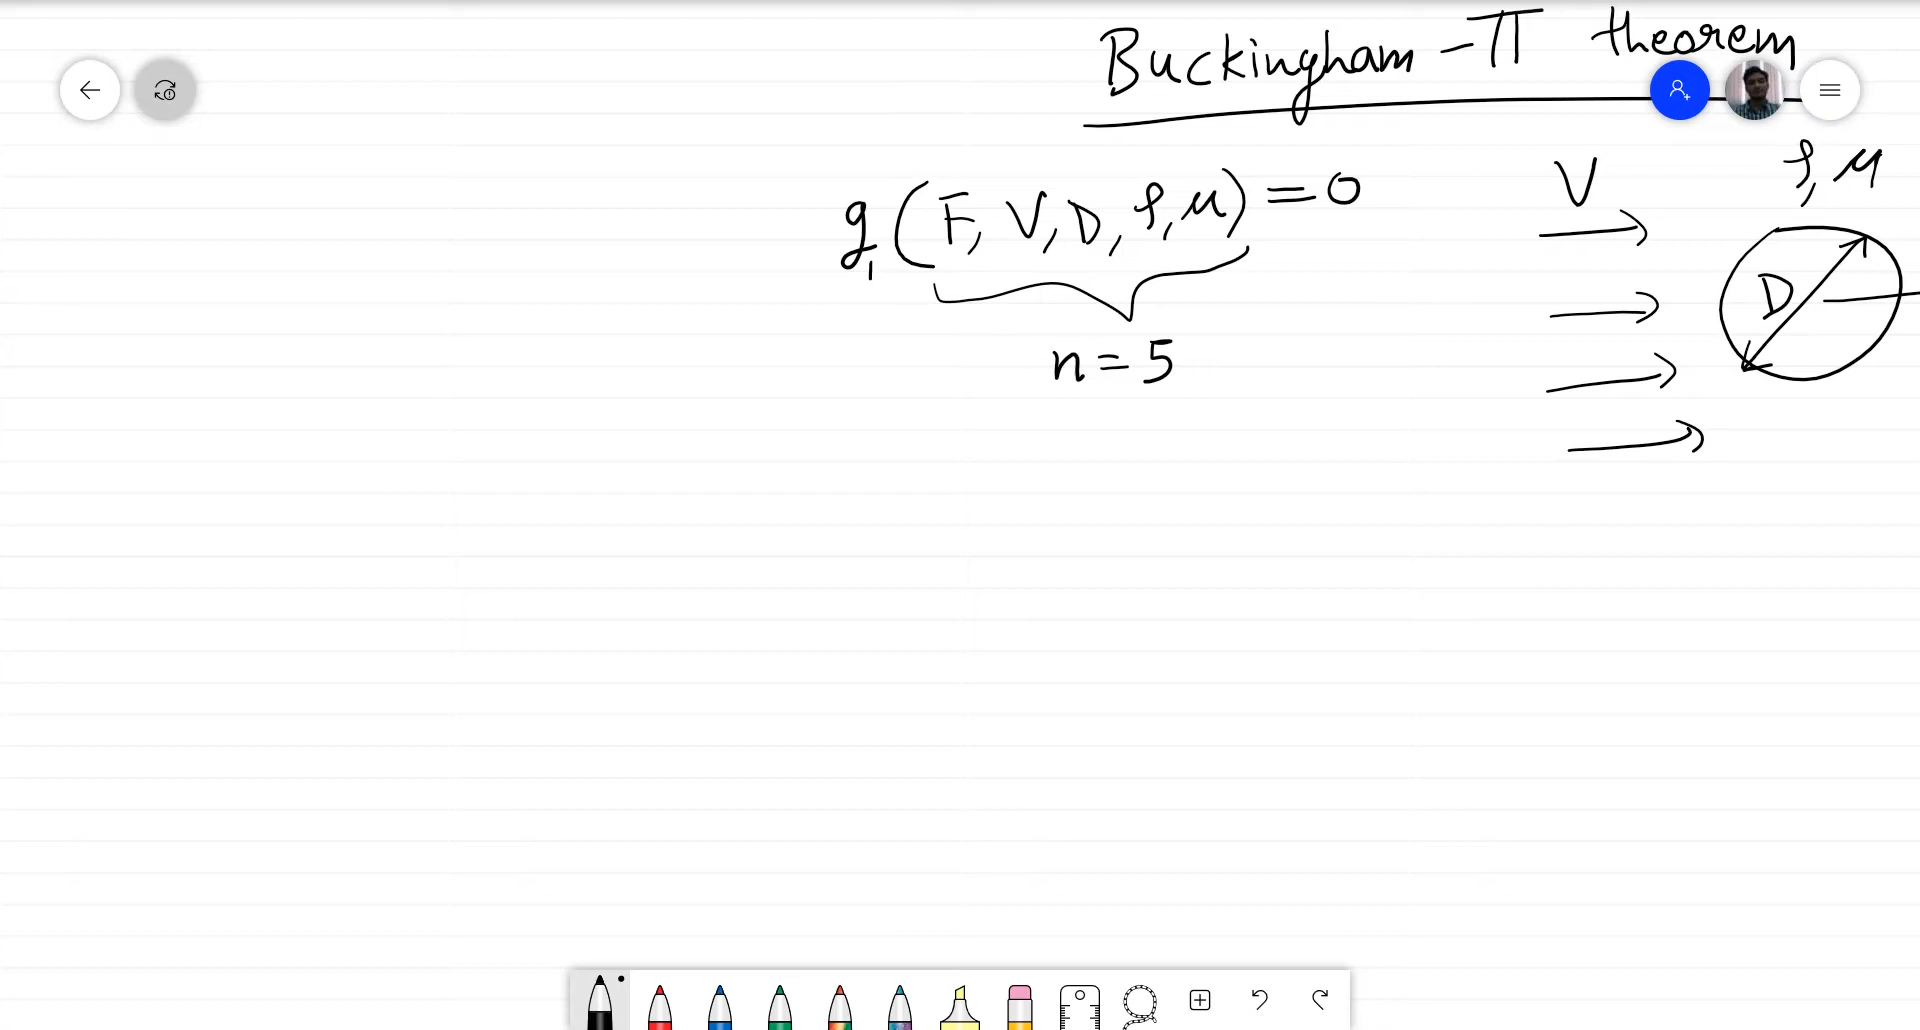 Buckingham - Π theorem
g₁ (F, V, D, ρ, μ) = 0
n = 5
V
ρ, μ
D